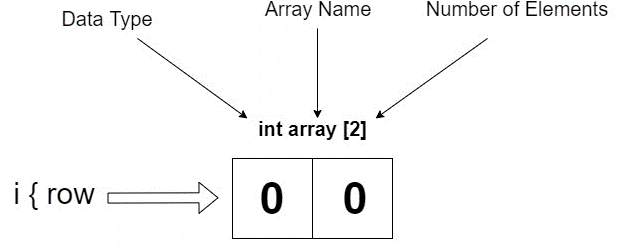 Data Type
Array Name
Number of Elements
int array [2]
i { row
0 0